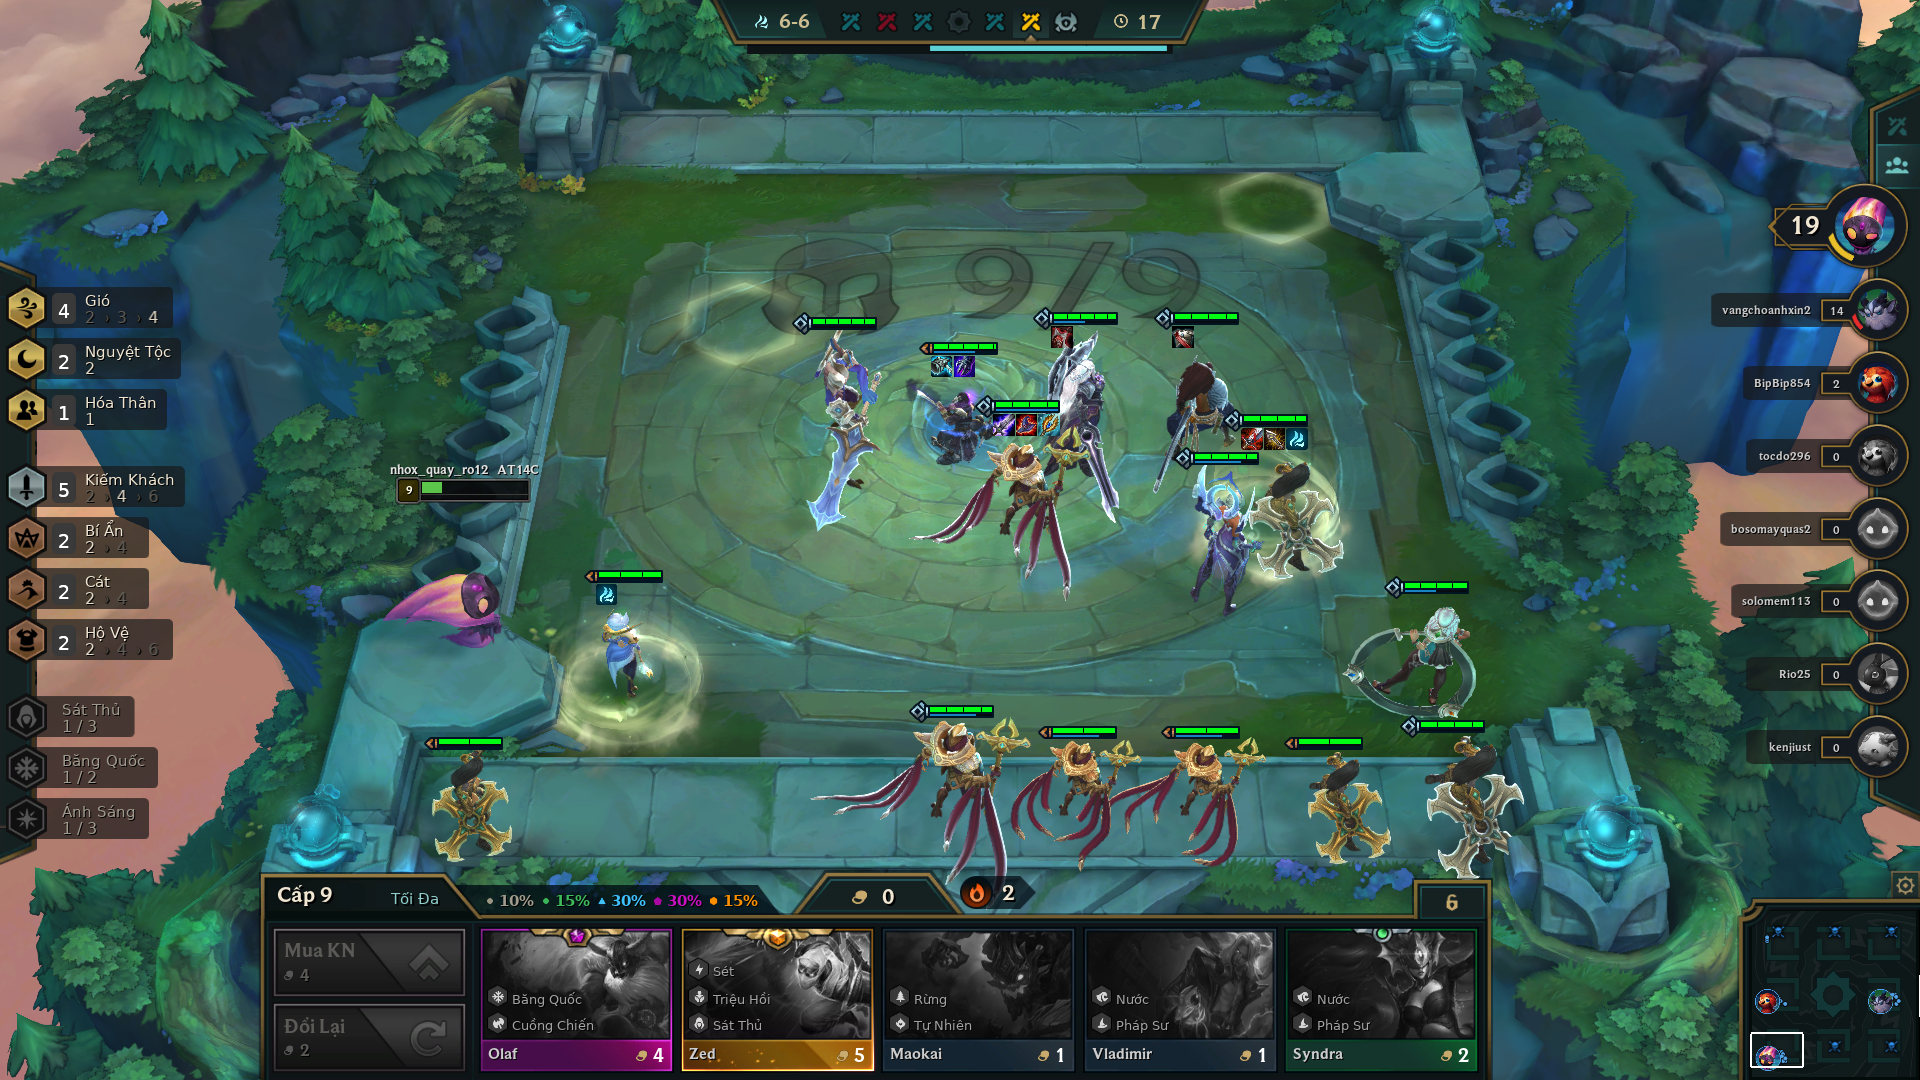 6-6
17
9/9
19
vangchoanhxin2 14
BipBip854 2
tocdo296 0
bosomayquas2 0
solomem113 0
Rio25 0
kenjiust 0
4 Gió
2 › 3 › 4
2 Nguyệt Tộc
2
1 Hóa Thân
1
5 Kiếm Khách
2 › 4 › 6
2 Bí Ẩn
2 › 4
2 Cát
2 › 4
2 Hộ Vệ
2 › 4 › 6
Sát Thủ
1 / 3
Băng Quốc
1 / 2
Ánh Sáng
1 / 3
nhox_quay_ro12 AT14C
9
Cấp 9
Tối Đa
10% 15% 30% 30% 15%
0
2
6
Mua KN
4
Đổi Lại
2
Băng Quốc
Cuồng Chiến
Olaf 4
Sét
Triệu Hồi
Sát Thủ
Zed 5
Rừng
Tự Nhiên
Maokai 1
Nước
Pháp Sư
Vladimir 1
Nước
Pháp Sư
Syndra 2